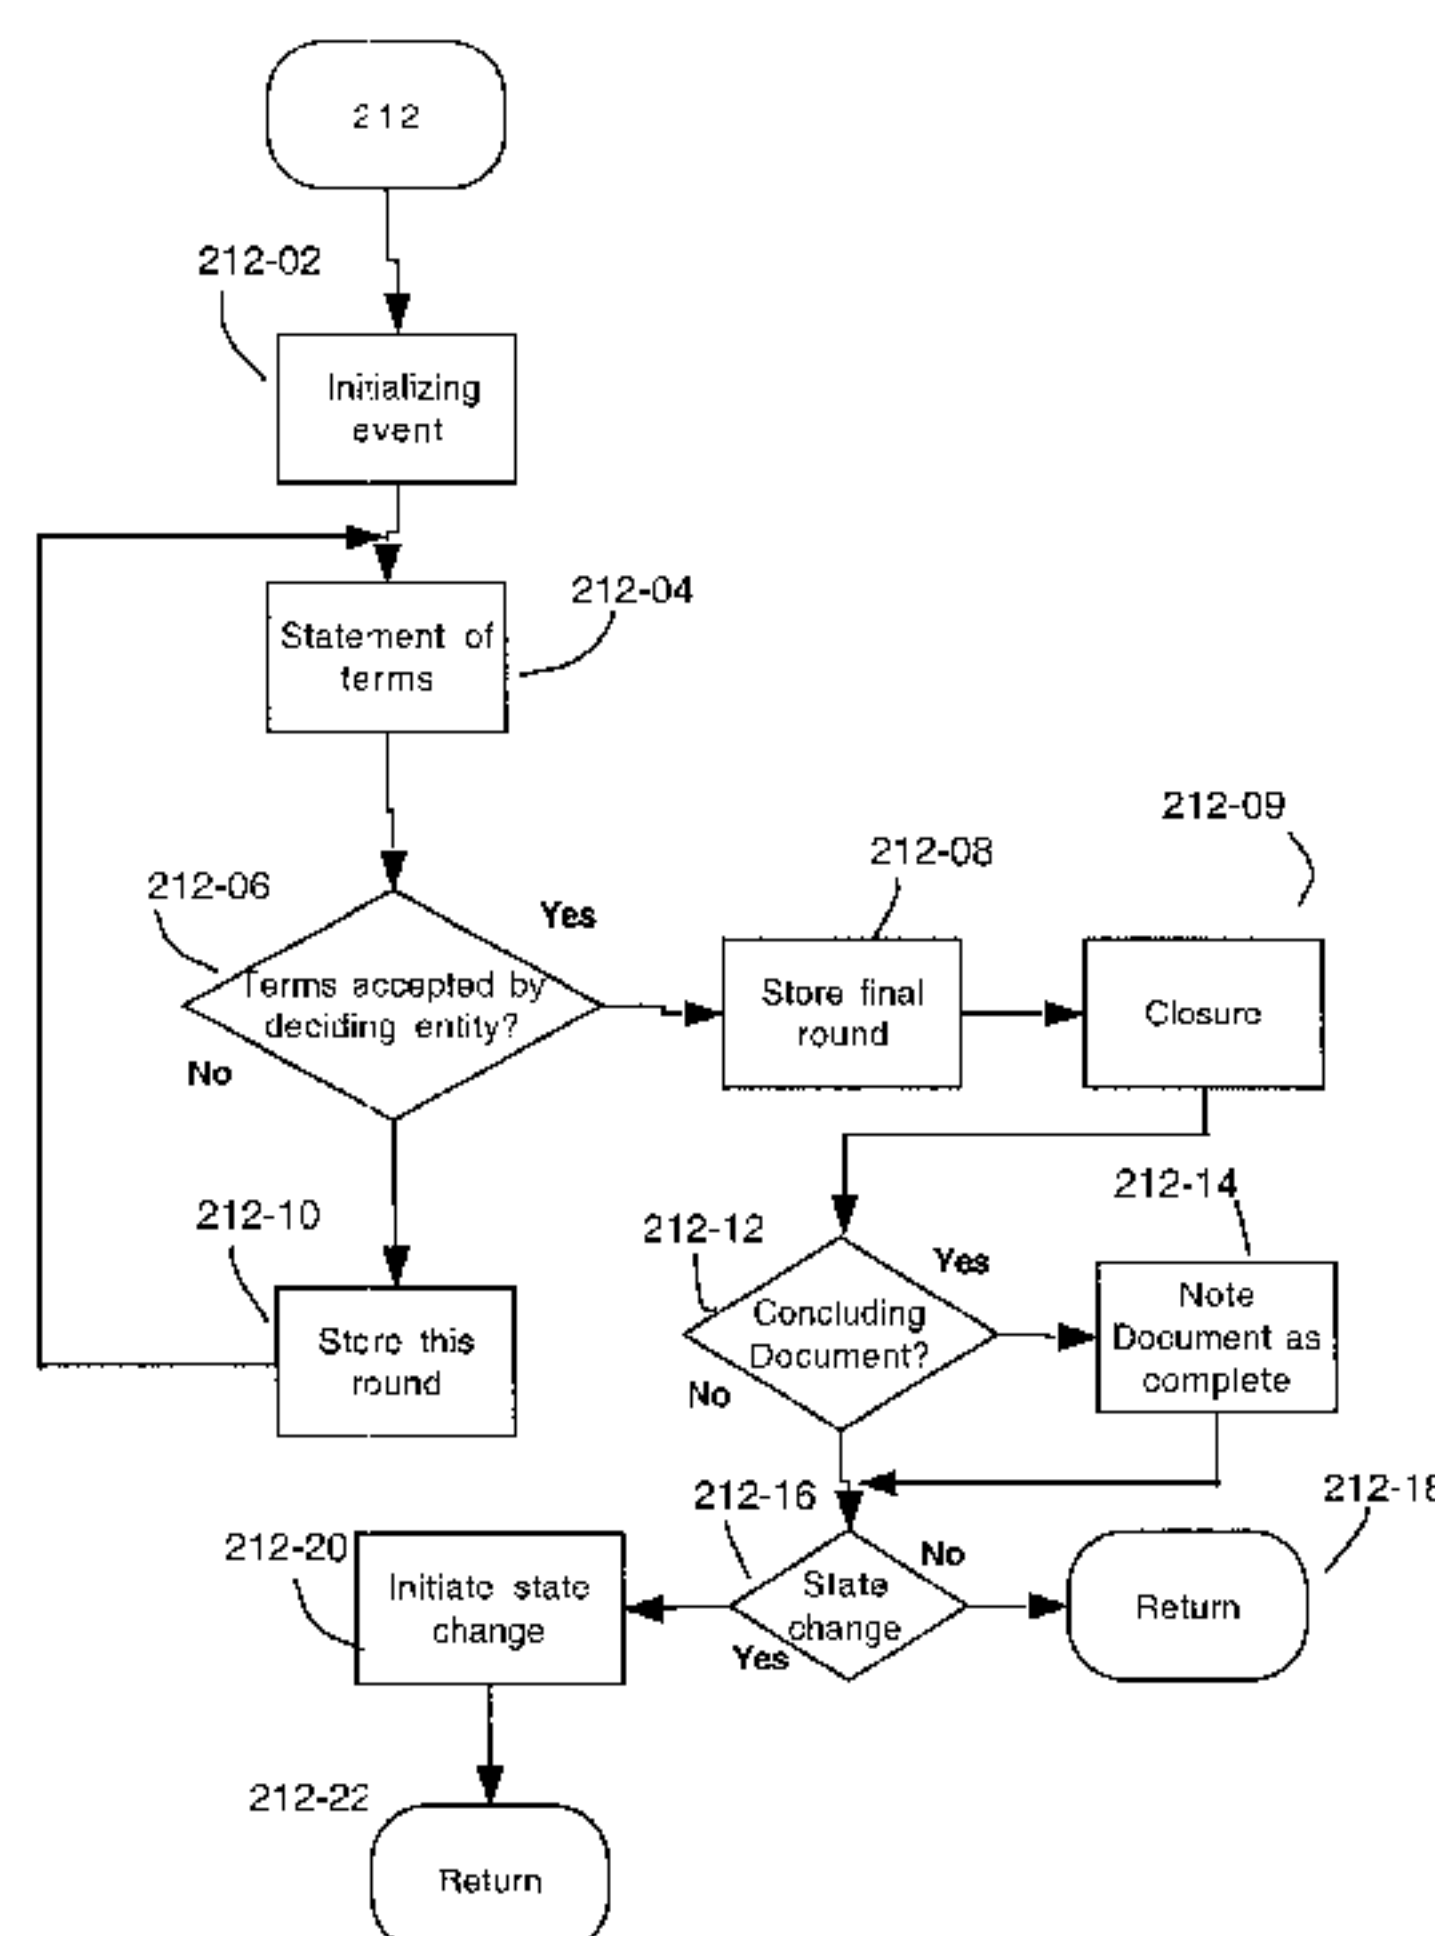 212
212-02
Initializing
event
212-04
Statement of
terms
212-06
Terms accepted by
deciding entity?
Yes
No
212-08
Store final
round
212-09
Closure
212-10
Store this
round
212-12
Concluding
Document?
Yes
No
212-14
Note
Document as
complete
212-16
State
change
No
Yes
212-18
Return
212-20
Initiate state
change
212-22
Return